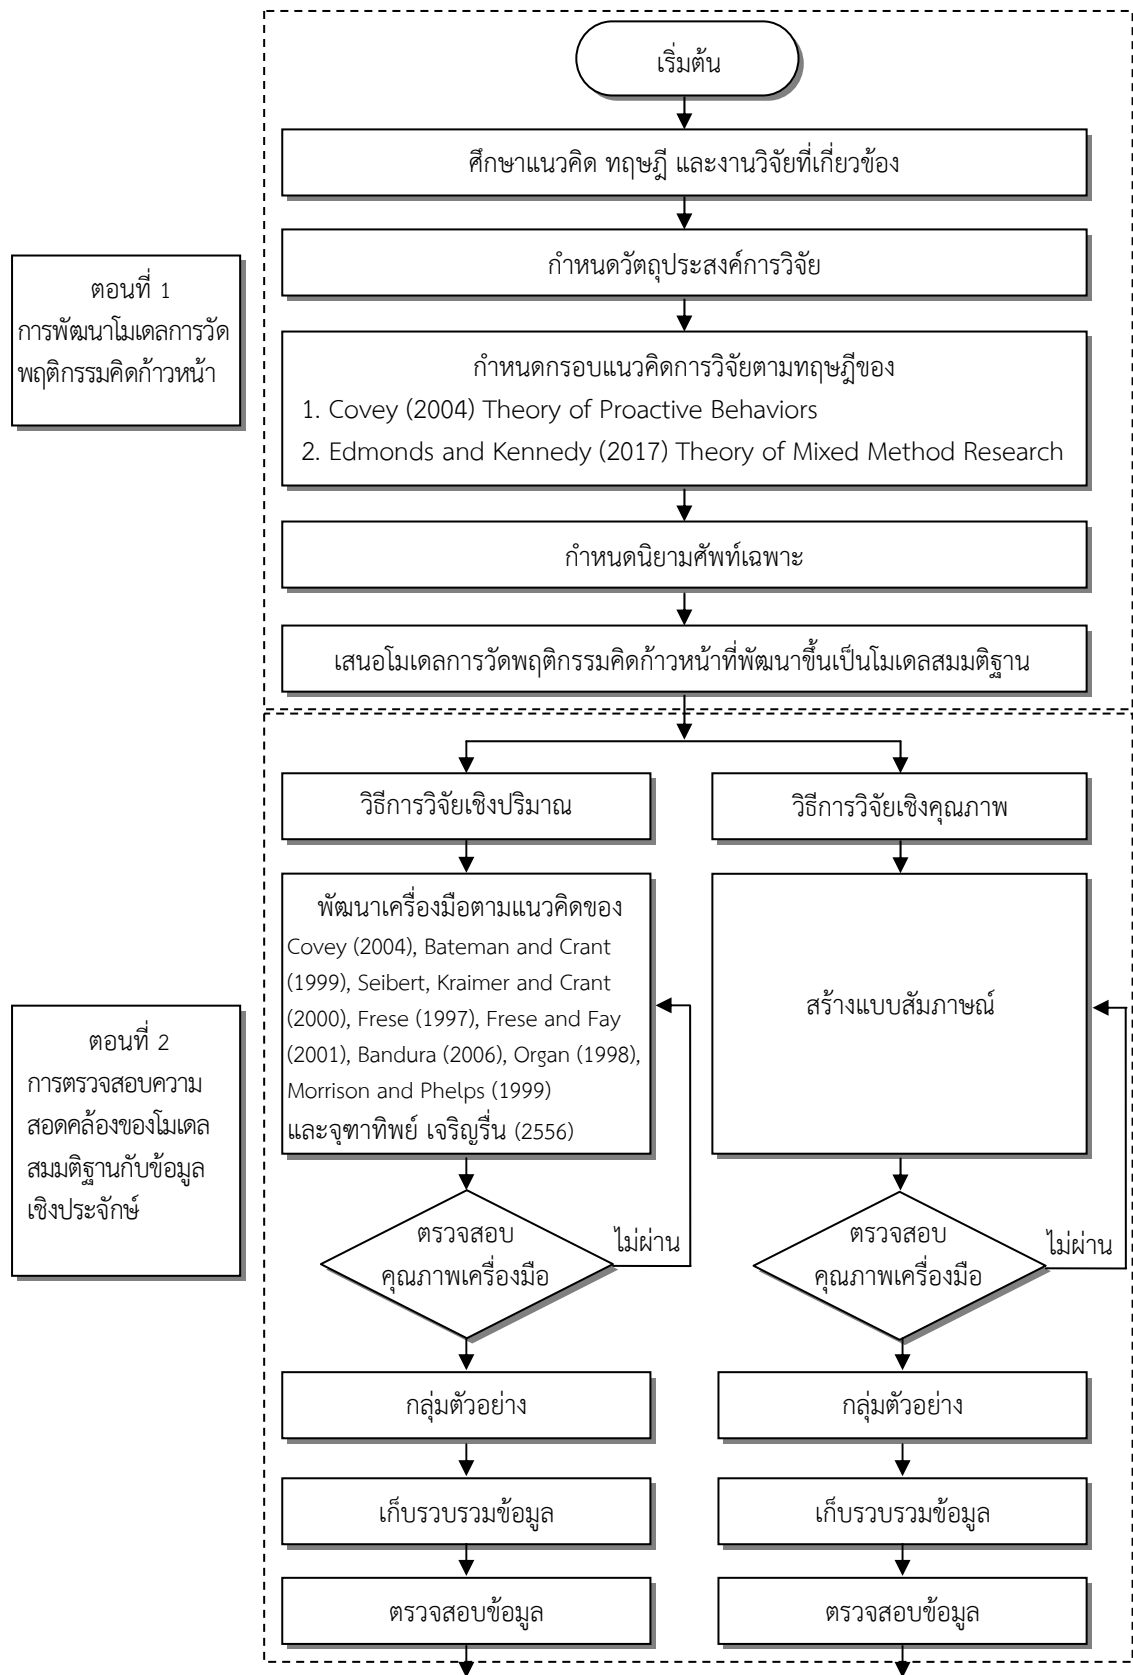 เริ่มต้น
ศึกษาแนวคิด ทฤษฎี และงานวิจัยที่เกี่ยวข้อง
กำหนดวัตถุประสงค์การวิจัย
ตอนที่ 1
การพัฒนาโมเดลการวัด
พฤติกรรมคิดก้าวหน้า
กำหนดกรอบแนวคิดการวิจัยตามทฤษฎีของ
1. Covey (2004) Theory of Proactive Behaviors
2. Edmonds and Kennedy (2017) Theory of Mixed Method Research
กำหนดนิยามศัพท์เฉพาะ
เสนอโมเดลการวัดพฤติกรรมคิดก้าวหน้าที่พัฒนาขึ้นเป็นโมเดลสมมติฐาน
วิธีการวิจัยเชิงปริมาณ
วิธีการวิจัยเชิงคุณภาพ
พัฒนาเครื่องมือตามแนวคิดของ
Covey (2004), Bateman and Crant
(1999), Seibert, Kraimer and Crant
(2000), Frese (1997), Frese and Fay
(2001), Bandura (2006), Organ (1998),
Morrison and Phelps (1999)
และจุฑาทิพย์ เจริญรื่น (2556)
สร้างแบบสัมภาษณ์
ตอนที่ 2
การตรวจสอบความ
สอดคล้องของโมเดล
สมมติฐานกับข้อมูล
เชิงประจักษ์
ตรวจสอบ
คุณภาพเครื่องมือ
ไม่ผ่าน
ตรวจสอบ
คุณภาพเครื่องมือ
ไม่ผ่าน
กลุ่มตัวอย่าง
กลุ่มตัวอย่าง
เก็บรวบรวมข้อมูล
เก็บรวบรวมข้อมูล
ตรวจสอบข้อมูล
ตรวจสอบข้อมูล